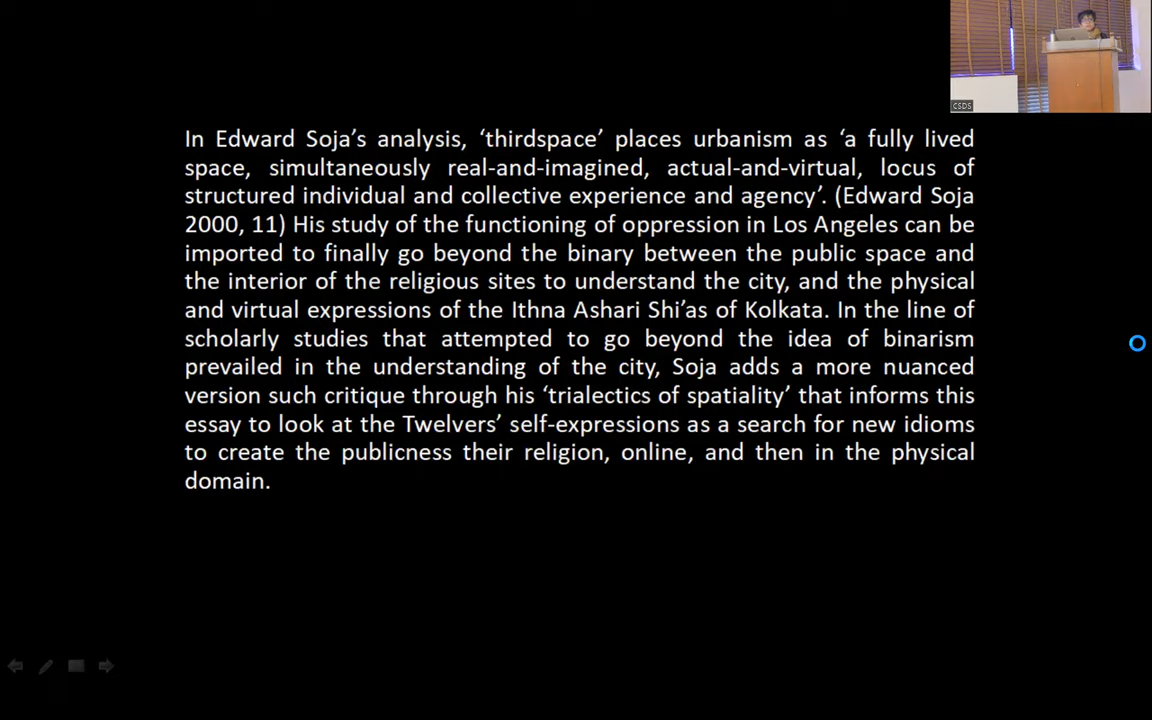 In Edward Soja’s analysis, ‘thirdspace’ places urbanism as ‘a fully lived
space, simultaneously real-and-imagined, actual-and-virtual, locus of
structured individual and collective experience and agency’. (Edward Soja
2000, 11) His study of the functioning of oppression in Los Angeles can be
imported to finally go beyond the binary between the public space and
the interior of the religious sites to understand the city, and the physical
and virtual expressions of the Ithna Ashari Shi’as of Kolkata. In the line of
scholarly studies that attempted to go beyond the idea of binarism
prevailed in the understanding of the city, Soja adds a more nuanced
version such critique through his ‘trialectics of spatiality’ that informs this
essay to look at the Twelvers’ self-expressions as a search for new idioms
to create the publicness their religion, online, and then in the physical
domain.
CSDS